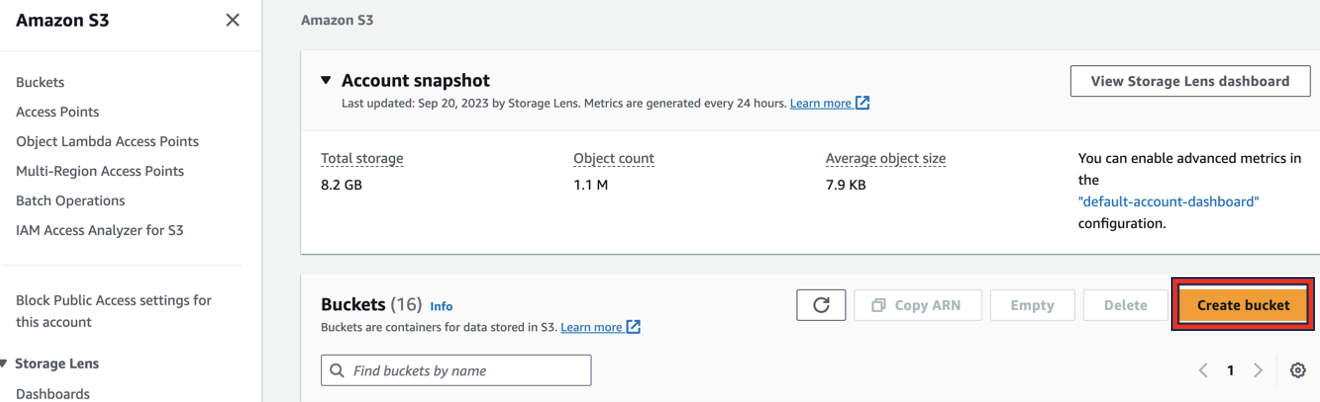 Amazon S3
Buckets
Access Points
Object Lambda Access Points
Multi-Region Access Points
Batch Operations
IAM Access Analyzer for S3
Block Public Access settings for
this account
Storage Lens
Dashboards
Amazon S3
Account snapshot
View Storage Lens dashboard
Last updated: Sep 20, 2023 by Storage Lens. Metrics are generated every 24 hours. Learn more
Total storage
8.2 GB
Object count
1.1 M
Average object size
7.9 KB
You can enable advanced metrics in
the
"default-account-dashboard"
configuration.
Buckets (16) Info
Buckets are containers for data stored in S3. Learn more
Copy ARN
Empty
Delete
Create bucket
Find buckets by name
1